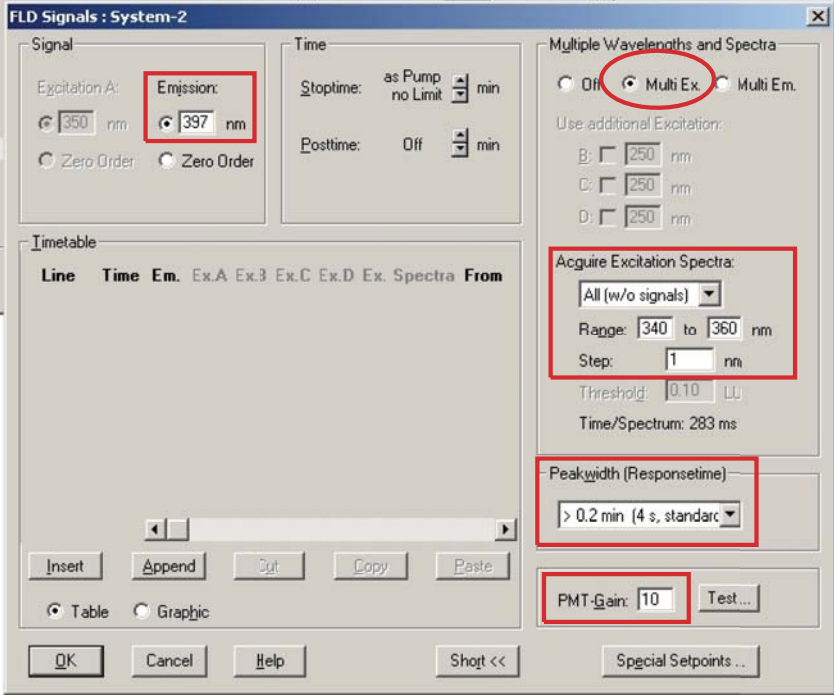 FLD Signals : System-2
Signal
Excitation A:
Emission:
350 nm
397 nm
Zero Order
Zero Order
Time
Stoptime: as Pump no Limit min
Posttime: Off min
Multiple Wavelengths and Spectra
Off Multi Ex. Multi Em.
Use additional Excitation:
B: 250 nm
C: 250 nm
D: 250 nm
Acquire Excitation Spectra:
All (w/o signals)
Range: 340 to 360 nm
Step: 1 nm
Threshold: 0.10 LU
Time/Spectrum: 283 ms
Timetable
Line Time Em. Ex.A Ex.B Ex.C Ex.D Ex. Spectra From
Insert Append Cut Copy Paste
Table Graphic
Peakwidth (Responsetime)
> 0.2 min (4 s, standard
PMT-Gain: 10 Test...
OK Cancel Help Short << Special Setpoints ..